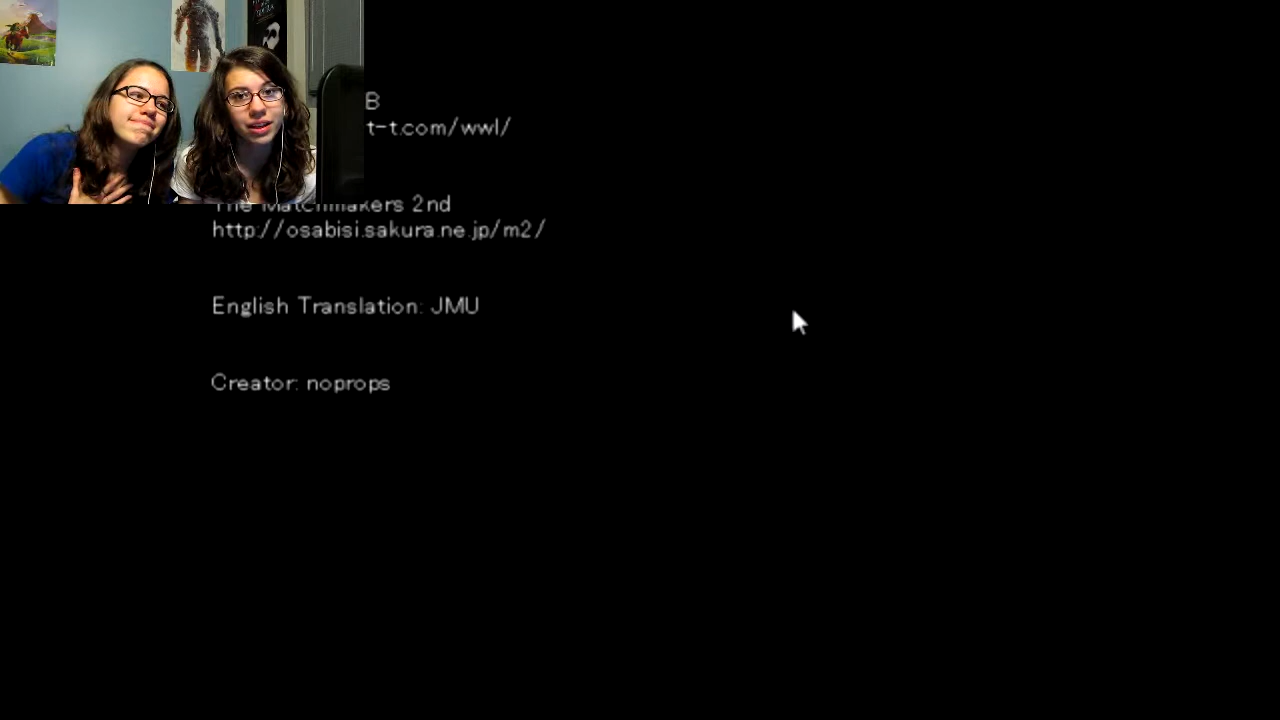 B
t-t.com/wwl/
The Matchmakers 2nd
http://osabisi.sakura.ne.jp/m2/
English Translation: JMU
Creator: noprops